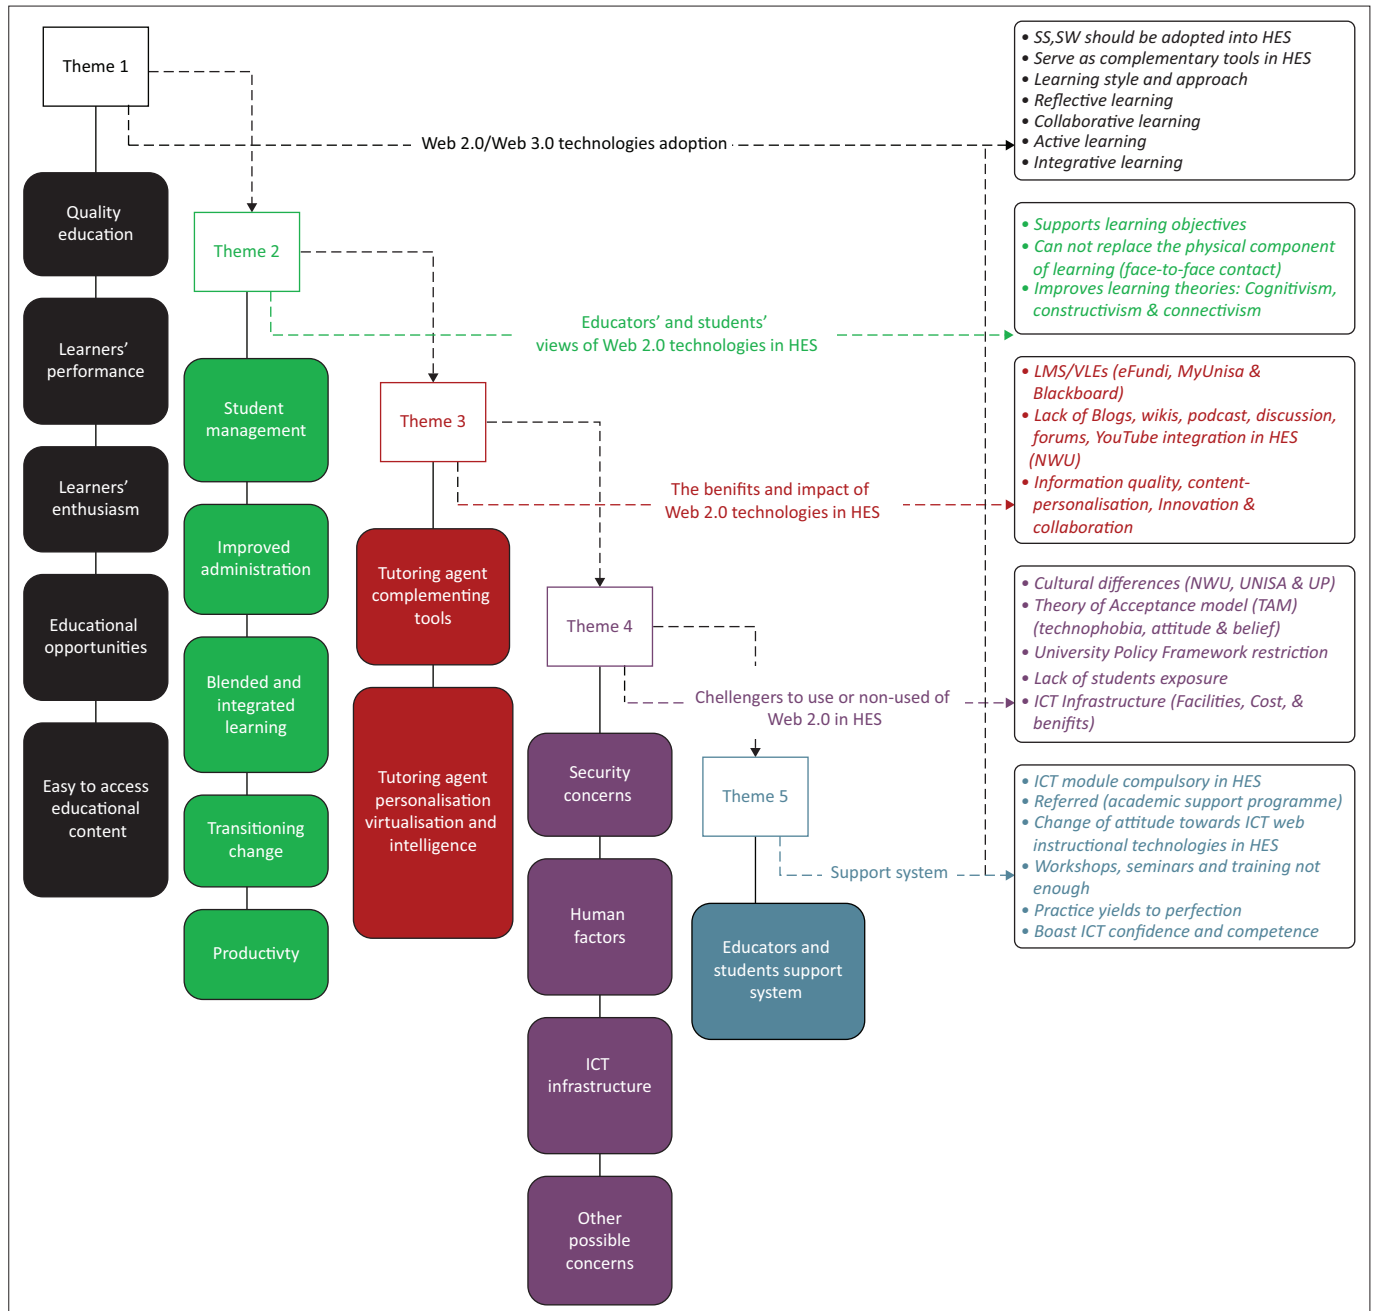 Theme 1
Quality
education
Learners’
performance
Learners’
enthusiasm
Educational
opportunities
Easy to access
educational
content
Web 2.0/Web 3.0 technologies adoption
• SS,SW should be adopted into HES
• Serve as complementary tools in HES
• Learning style and approach
• Reflective learning
• Collaborative learning
• Active learning
• Integrative learning
Theme 2
Student
management
Improved
administration
Blended and
integrated
learning
Transitioning
change
Productivty
Educators’ and students’
views of Web 2.0 technologies in HES
• Supports learning objectives
• Can not replace the physical component
of learning (face-to-face contact)
• Improves learning theories: Cognitivism,
constructivism & connectivism
Theme 3
Tutoring agent
complementing
tools
Tutoring agent
personalisation
virtualisation and
intelligence
The benifits and impact of
Web 2.0 technologies in HES
• LMS/VLEs (eFundi, MyUnisa &
Blackboard)
• Lack of Blogs, wikis, podcast, discussion,
forums, YouTube integration in HES
(NWU)
• Information quality, content-
personalisation, Innovation &
collaboration
Theme 4
Security
concerns
Human
factors
ICT
infrastructure
Other
possible
concerns
Chellengers to use or non-used of
Web 2.0 in HES
• Cultural differences (NWU, UNISA & UP)
• Theory of Acceptance model (TAM)
(technophobia, attitude & belief)
• University Policy Framework restriction
• Lack of students exposure
• ICT Infrastructure (Facilities, Cost, &
benifits)
Theme 5
Educators and
students support
system
Support system
• ICT module compulsory in HES
• Referred (academic support programme)
• Change of attitude towards ICT web
instructional technologies in HES
• Workshops, seminars and training not
enough
• Practice yields to perfection
• Boast ICT confidence and competence